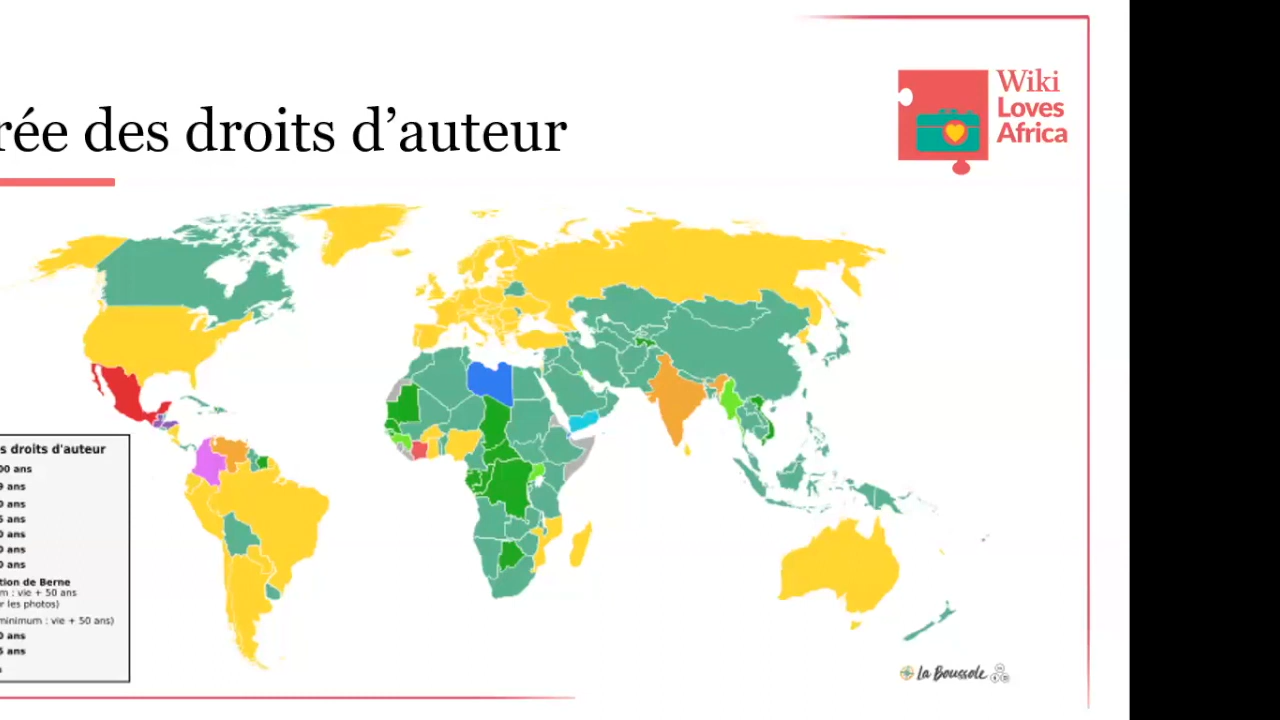 rée des droits d’auteur
Wiki
Loves
Africa
s droits d'auteur
00 ans
9 ans
0 ans
5 ans
0 ans
0 ans
0 ans
tion de Berne
m : vie + 50 ans
r les photos)
minimum : vie + 50 ans)
0 ans
5 ans
La Boussole